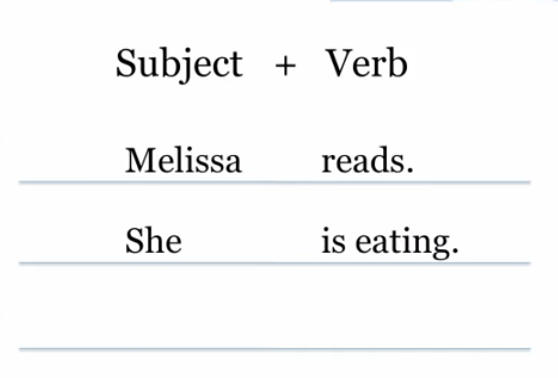 Subject + Verb
Melissa reads.
She is eating.